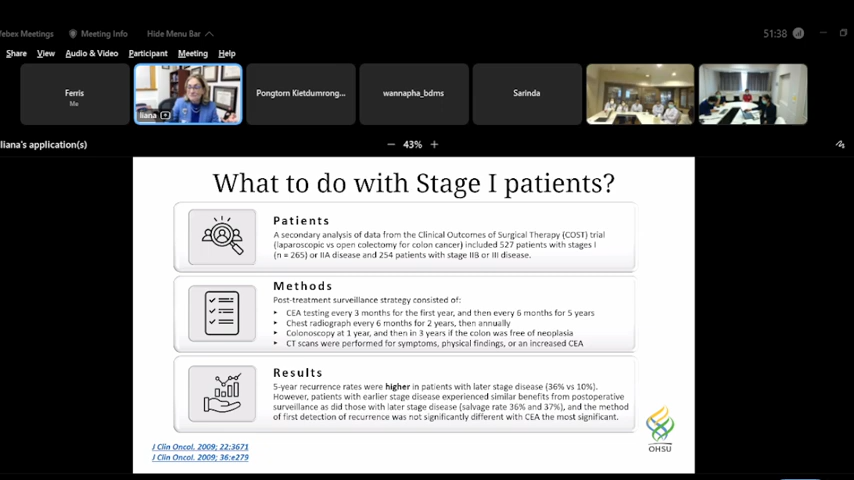 Webex Meetings Meeting Info Hide Menu Bar 51:38
Share View Audio & Video Participant Meeting Help
Ferris
Me
liana
Pongtorn Kietdumrong...
wannapha_bdms
Sarinda
liana's application(s) − 43% +
What to do with Stage I patients?
Patients
A secondary analysis of data from the Clinical Outcomes of Surgical Therapy (COST) trial
(laparoscopic vs open colectomy for colon cancer) included 527 patients with stages I
(n = 265) or IIA disease and 254 patients with stage IIB or III disease.
Methods
Post-treatment surveillance strategy consisted of:
▸ CEA testing every 3 months for the first year, and then every 6 months for 5 years
▸ Chest radiograph every 6 months for 2 years, then annually
▸ Colonoscopy at 1 year, and then in 3 years if the colon was free of neoplasia
▸ CT scans were performed for symptoms, physical findings, or an increased CEA
Results
5-year recurrence rates were higher in patients with later stage disease (36% vs 10%).
However, patients with earlier stage disease experienced similar benefits from postoperative
surveillance as did those with later stage disease (salvage rate 36% and 37%), and the method
of first detection of recurrence was not significantly different with CEA the most significant.
J Clin Oncol. 2009; 22:3671
J Clin Oncol. 2009; 36:e279
OHSU